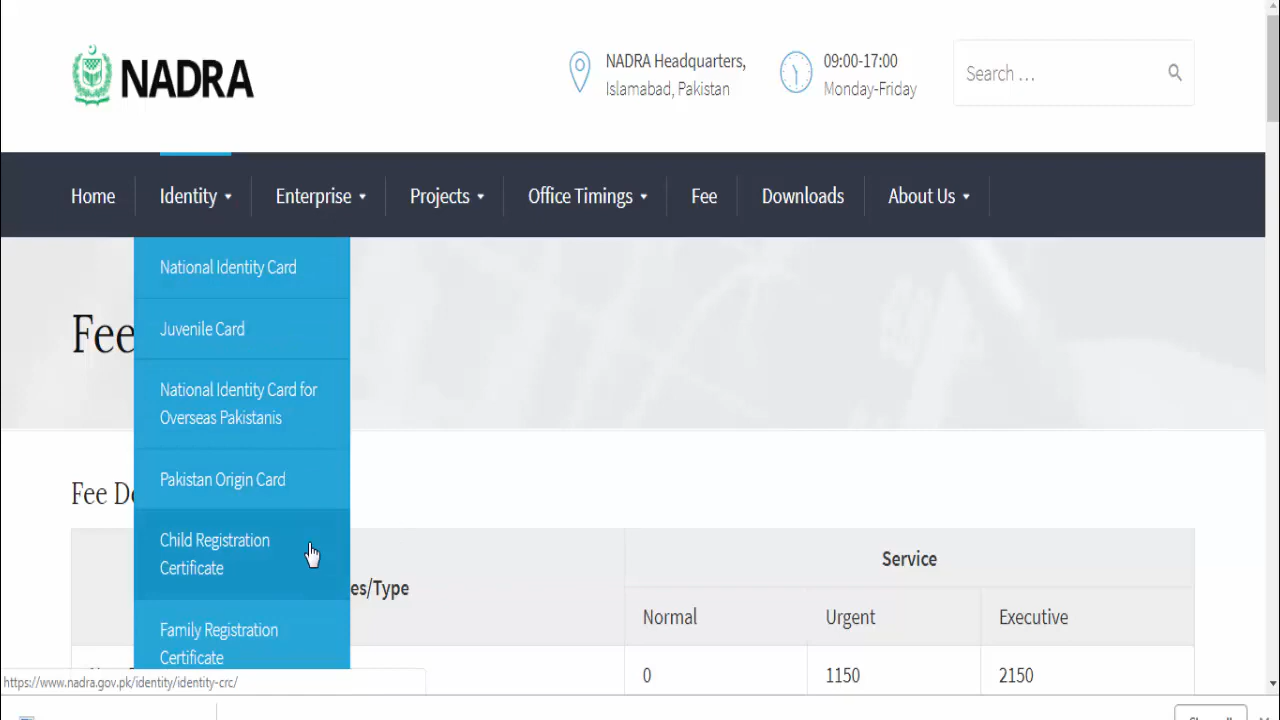 NADRA
NADRA Headquarters,
Islamabad, Pakistan
09:00-17:00
Monday-Friday
Search ...
Home
Identity
Enterprise
Projects
Office Timings
Fee
Downloads
About Us
National Identity Card
Juvenile Card
National Identity Card for
Overseas Pakistanis
Pakistan Origin Card
Child Registration
Certificate
Family Registration
Certificate
Fee
Fee De
es/Type
Service
Normal
Urgent
Executive
0
1150
2150
https://www.nadra.gov.pk/identity/identity-crc/